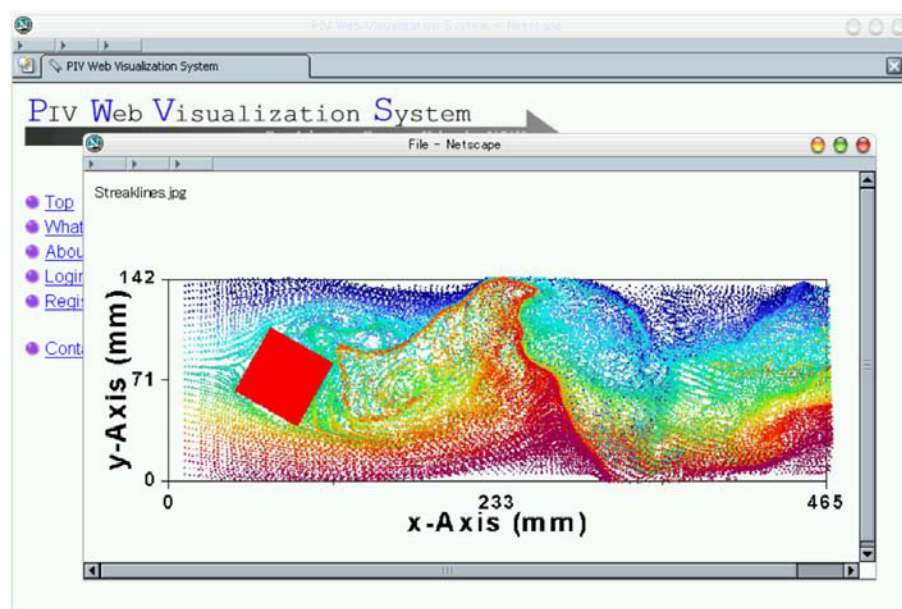 PIV Web Visualization System - Netscape
PIV Web Visualization System
PIV Web Visualization System
File - Netscape
Streaklines.jpg
Top
What
Abou
Login
Regis
Conta
142
71
0
y-Axis (mm)
0
233
465
x-Axis (mm)